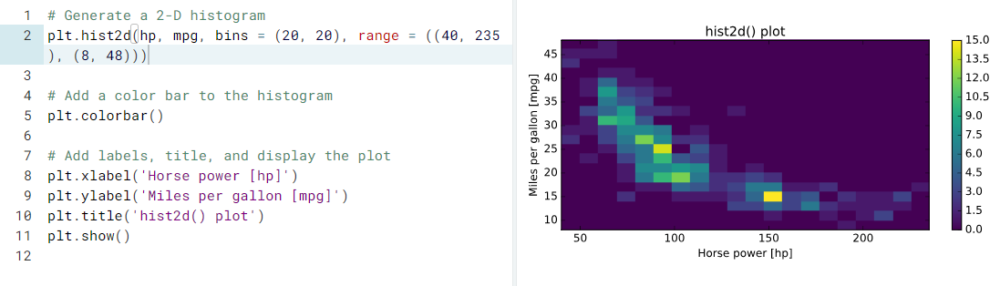 1 # Generate a 2-D histogram
2 plt.hist2d(hp, mpg, bins = (20, 20), range = ((40, 235
), (8, 48)))
3
4 # Add a color bar to the histogram
5 plt.colorbar()
6
7 # Add labels, title, and display the plot
8 plt.xlabel('Horse power [hp]')
9 plt.ylabel('Miles per gallon [mpg]')
10 plt.title('hist2d() plot')
11 plt.show()
12
hist2d() plot
Miles per gallon [mpg]
45
40
35
30
25
20
15
10
50 100 150 200
Horse power [hp]
15.0
13.5
12.0
10.5
9.0
7.5
6.0
4.5
3.0
1.5
0.0